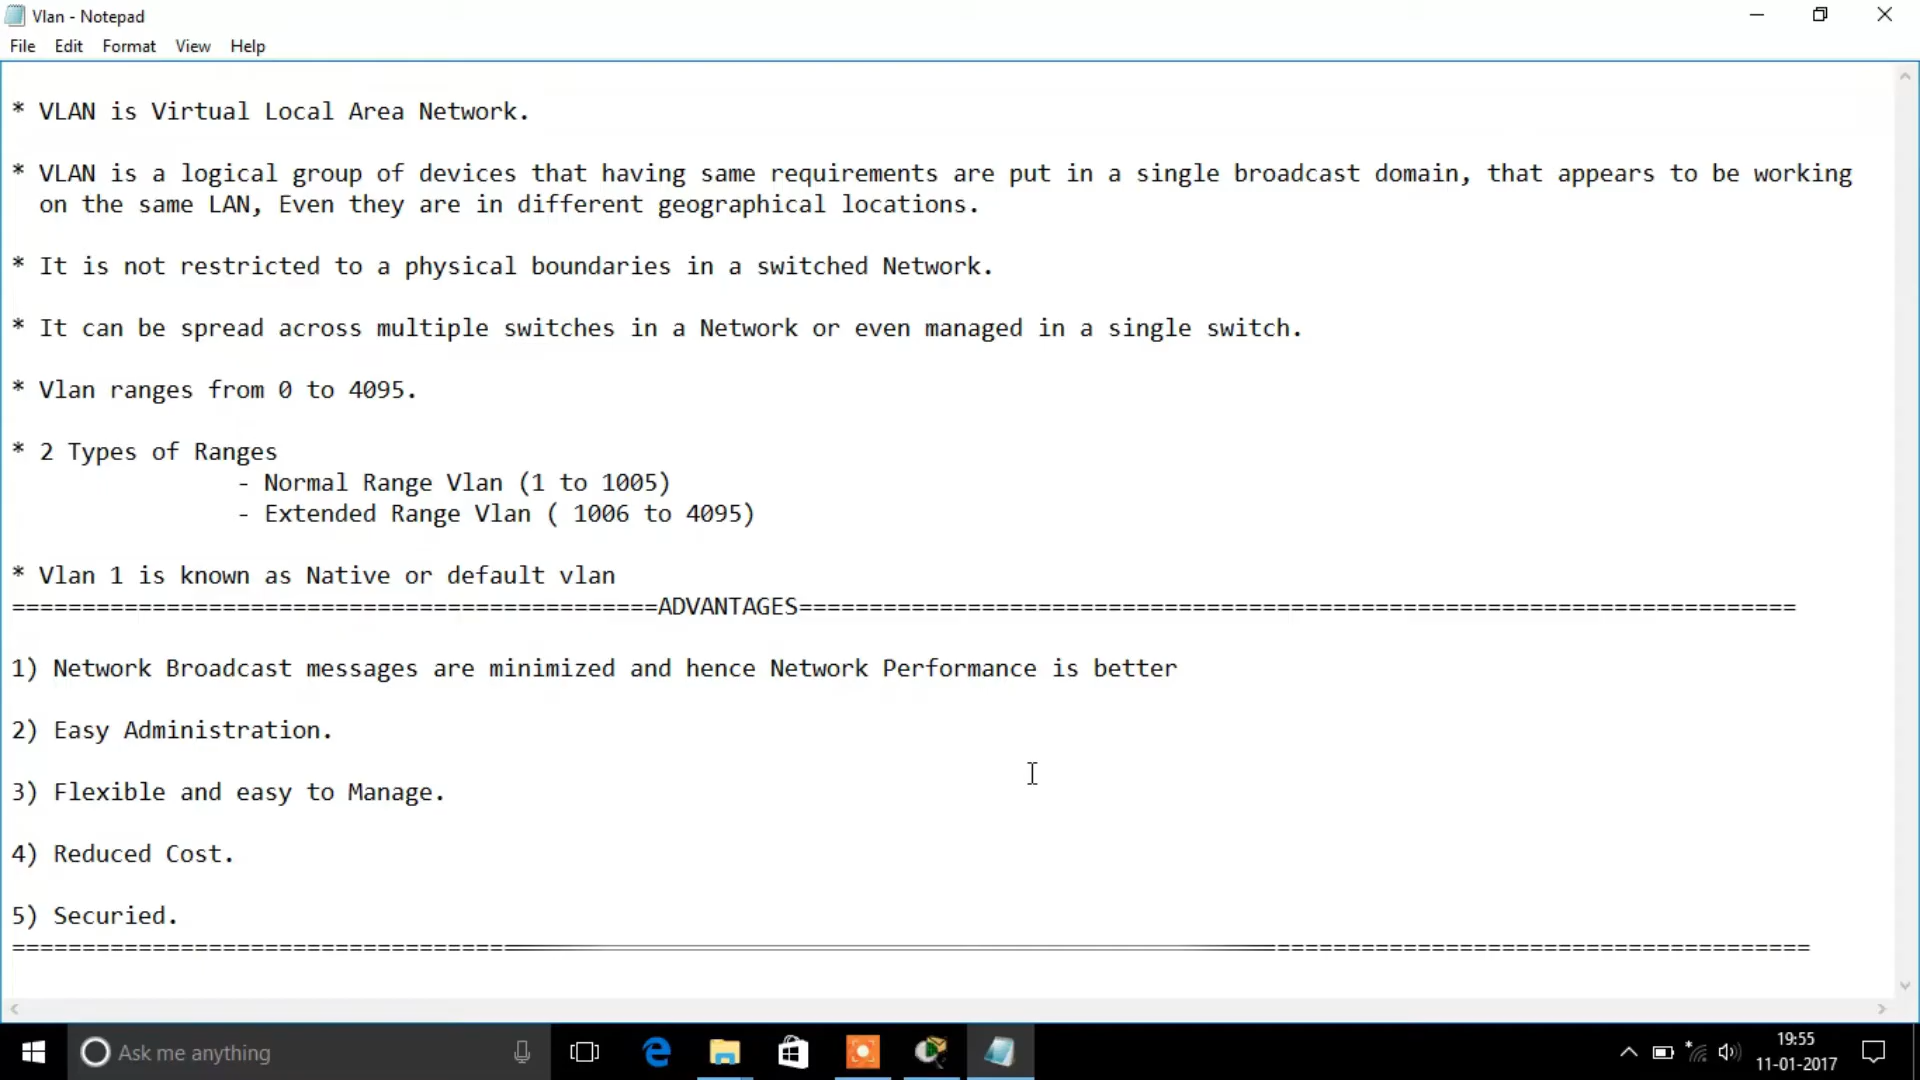 Vlan - Notepad
File Edit Format View Help
* VLAN is Virtual Local Area Network.
* VLAN is a logical group of devices that having same requirements are put in a single broadcast domain, that appears to be working
on the same LAN, Even they are in different geographical locations.
* It is not restricted to a physical boundaries in a switched Network.
* It can be spread across multiple switches in a Network or even managed in a single switch.
* Vlan ranges from 0 to 4095.
* 2 Types of Ranges
- Normal Range Vlan (1 to 1005)
- Extended Range Vlan ( 1006 to 4095)
* Vlan 1 is known as Native or default vlan
==============================================ADVANTAGES=======================================================================
1) Network Broadcast messages are minimized and hence Network Performance is better
2) Easy Administration.
3) Flexible and easy to Manage.
4) Reduced Cost.
5) Securied.
================================================================================================================================
Ask me anything
19:55
11-01-2017